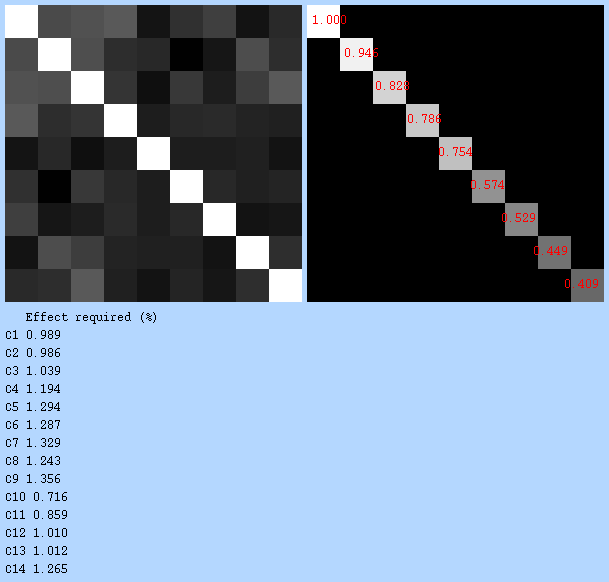 1.000
0.946
0.828
0.786
0.754
0.574
0.529
0.449
0.409
Effect required (%)
C1 0.989
C2 0.986
C3 1.039
C4 1.194
C5 1.294
C6 1.287
C7 1.329
C8 1.243
C9 1.356
C10 0.716
C11 0.859
C12 1.010
C13 1.012
C14 1.265